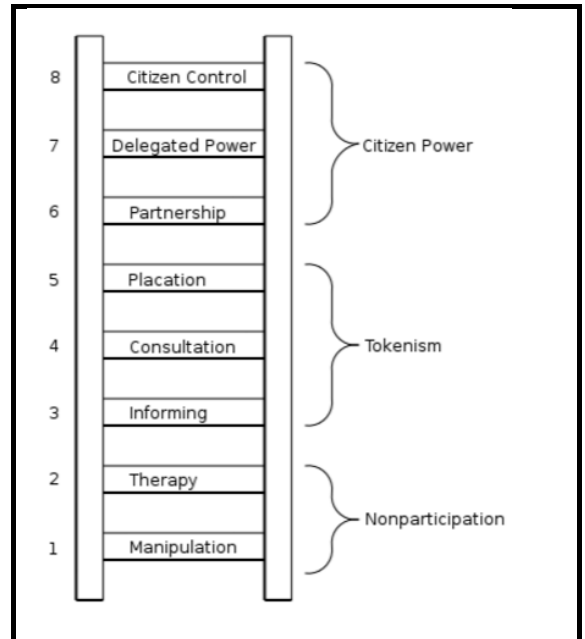 8 Citizen Control
7 Delegated Power Citizen Power
6 Partnership
5 Placation
4 Consultation Tokenism
3 Informing
2 Therapy
Nonparticipation
1 Manipulation